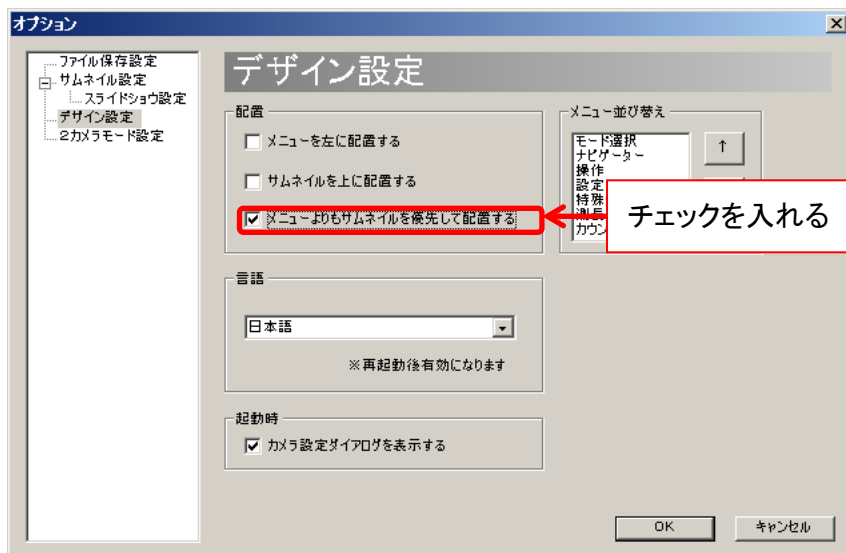 オプション
ファイル保存設定
サムネイル設定
スライドショウ設定
デザイン設定
2カメラモード設定
デザイン設定
配置
メニューを左に配置する
サムネイルを上に配置する
メニューよりもサムネイルを優先して配置する
メニュー並び替え
モード選択
ナビゲーター
操作
設定
特殊
測長
カウン
↑
チェックを入れる
言語
日本語
※再起動後有効になります
起動時
カメラ設定ダイアログを表示する
OK
キャンセル